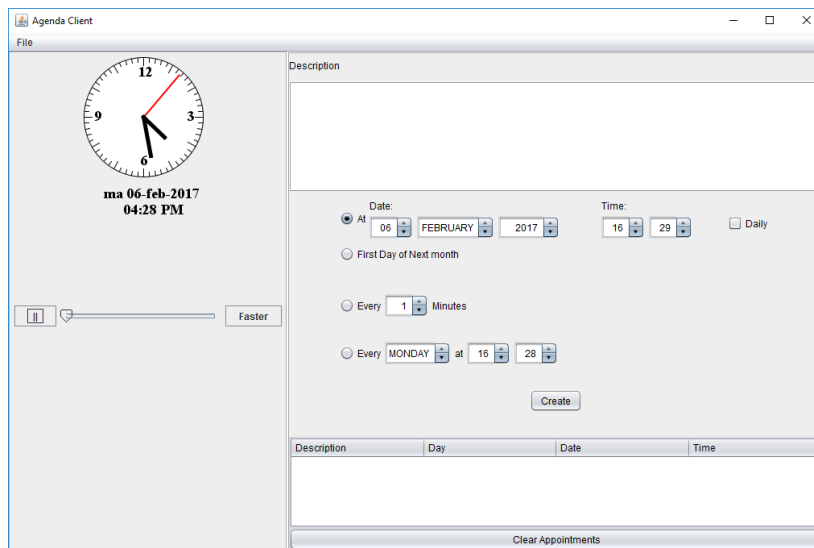 Agenda Client
File
12
9
3
6
ma 06-feb-2017
04:28 PM
Faster
Description
Date:
Time:
At 06 FEBRUARY 2017 16 29 Daily
First Day of Next month
Every 1 Minutes
Every MONDAY at 16 28
Create
Description Day Date Time
Clear Appointments